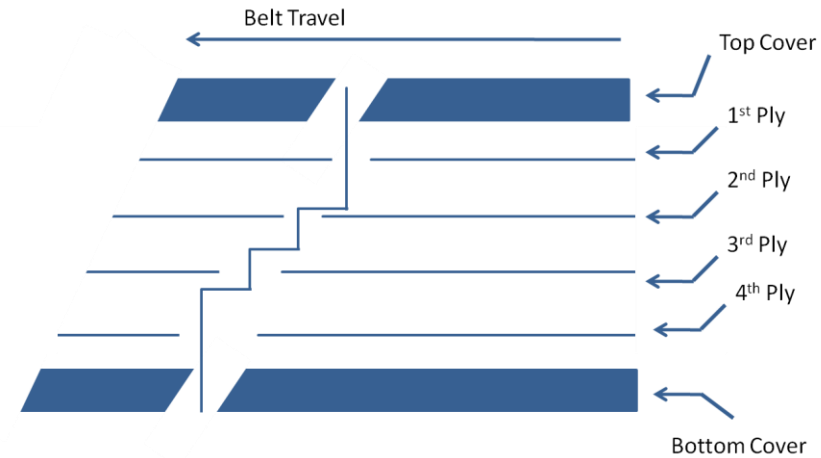 Belt Travel
Top Cover
1st Ply
2nd Ply
3rd Ply
4th Ply
Bottom Cover